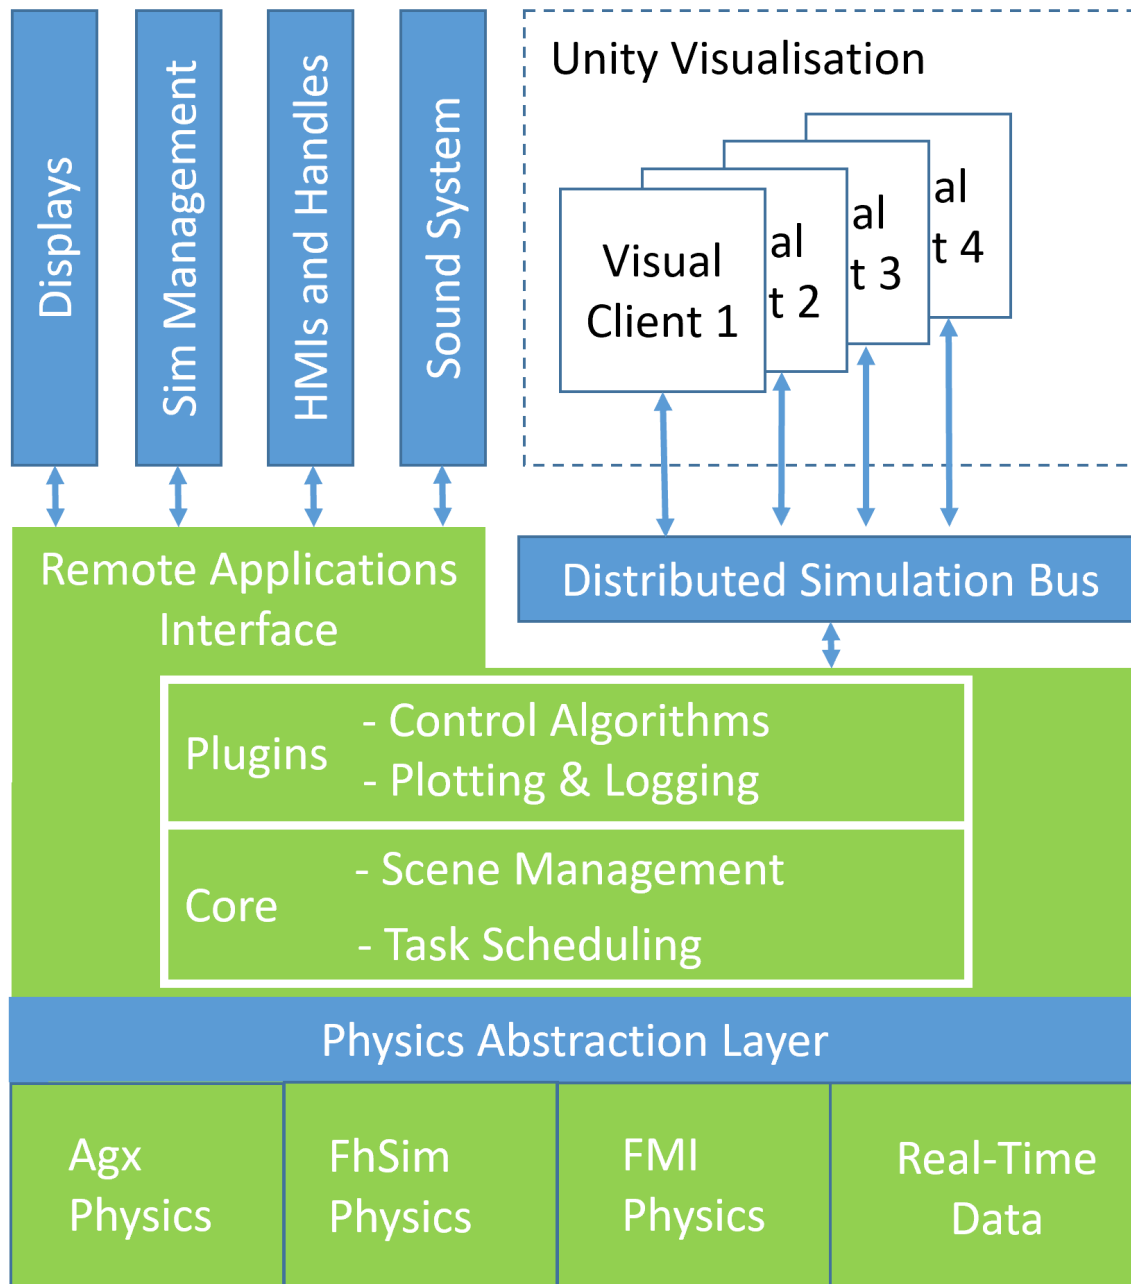 Displays
Sim Management
HMIs and Handles
Sound System
Unity Visualisation
Visual
Client 1
al
t 2
al
t 3
al
t 4
Remote Applications
Interface
Distributed Simulation Bus
Plugins
- Control Algorithms
- Plotting & Logging
Core
- Scene Management
- Task Scheduling
Physics Abstraction Layer
Agx
Physics
FhSim
Physics
FMI
Physics
Real-Time
Data